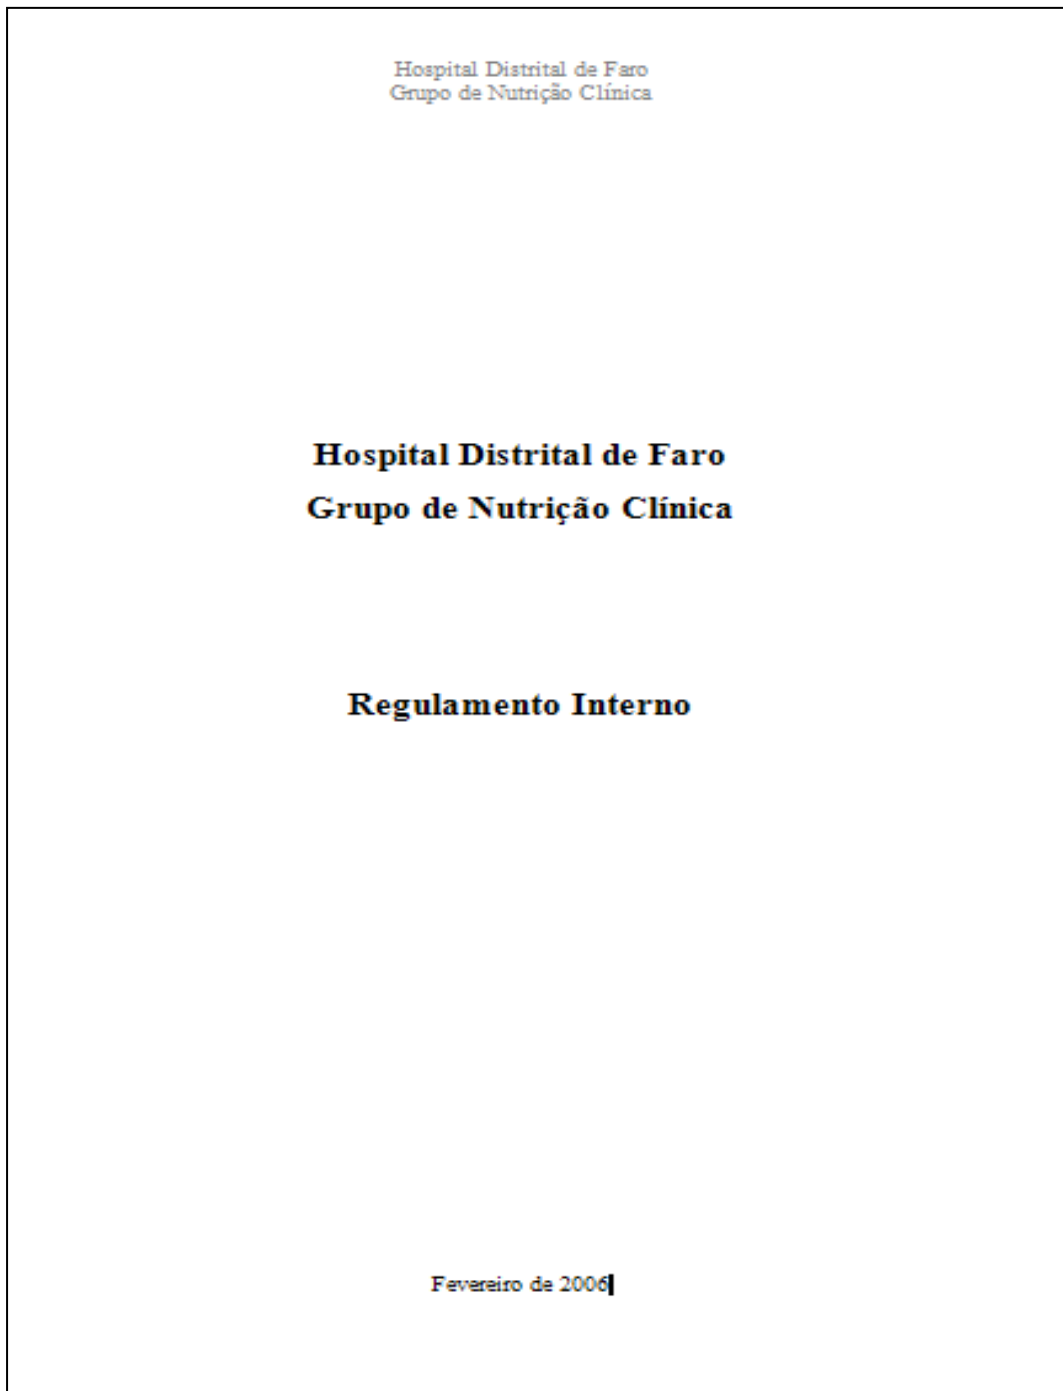 Hospital Distrital de Faro
Grupo de Nutrição Clínica
Hospital Distrital de Faro
Grupo de Nutrição Clínica
Regulamento Interno
Fevereiro de 2006